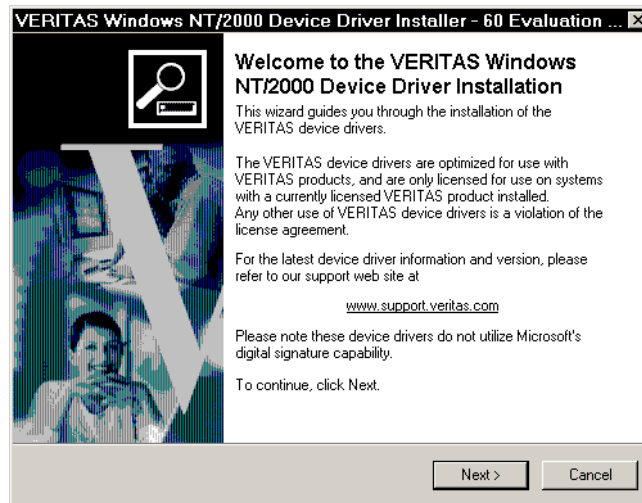 VERITAS Windows NT/2000 Device Driver Installer - 60 Evaluation ...
Welcome to the VERITAS Windows
NT/2000 Device Driver Installation
This wizard guides you through the installation of the
VERITAS device drivers.
The VERITAS device drivers are optimized for use with
VERITAS products, and are only licensed for use on systems
with a currently licensed VERITAS product installed.
Any other use of VERITAS device drivers is a violation of the
license agreement.
For the latest device driver information and version, please
refer to our support web site at
www.support.veritas.com
Please note these device drivers do not utilize Microsoft's
digital signature capability.
To continue, click Next.
Next >
Cancel